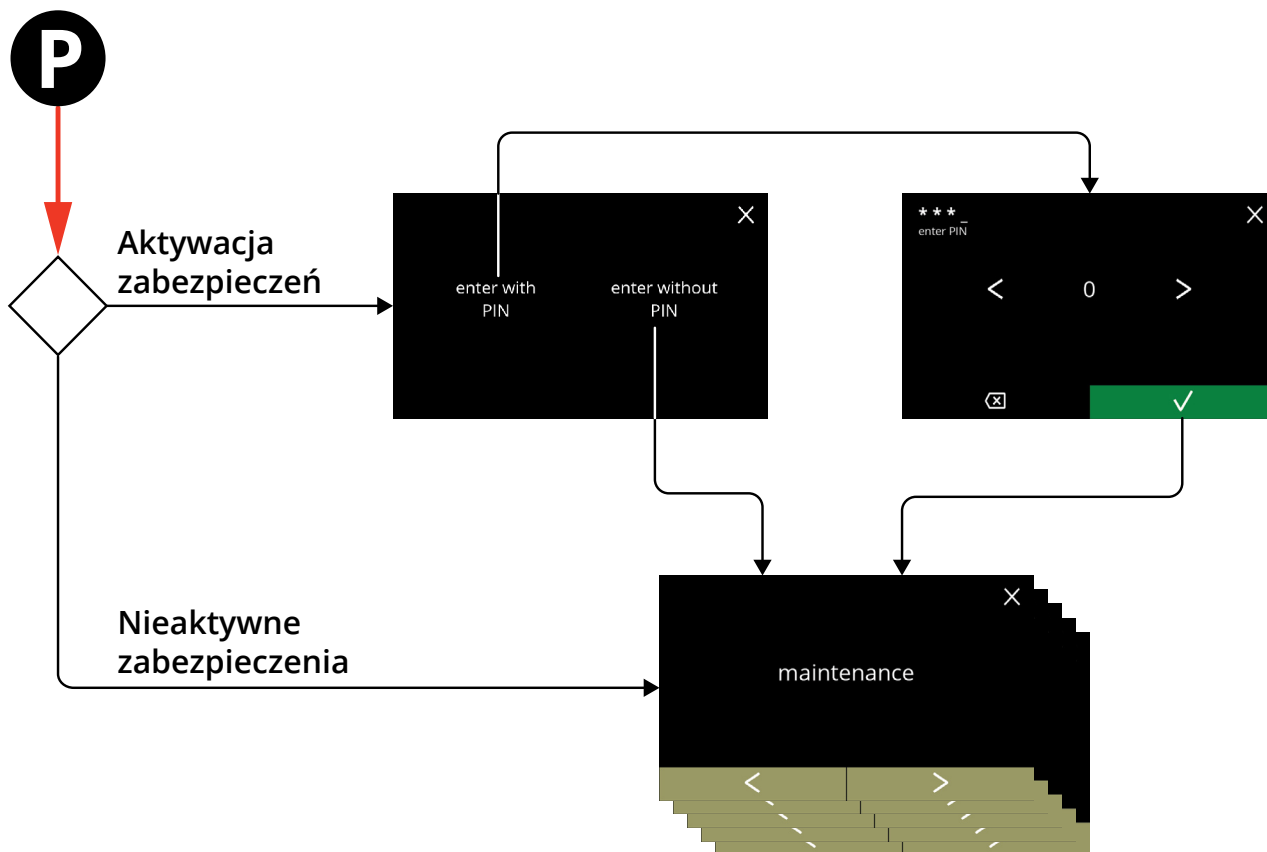 P
Aktywacja
zabezpieczeń
enter with
PIN
enter without
PIN
***_
enter PIN
0
Nieaktywne
zabezpieczenia
maintenance